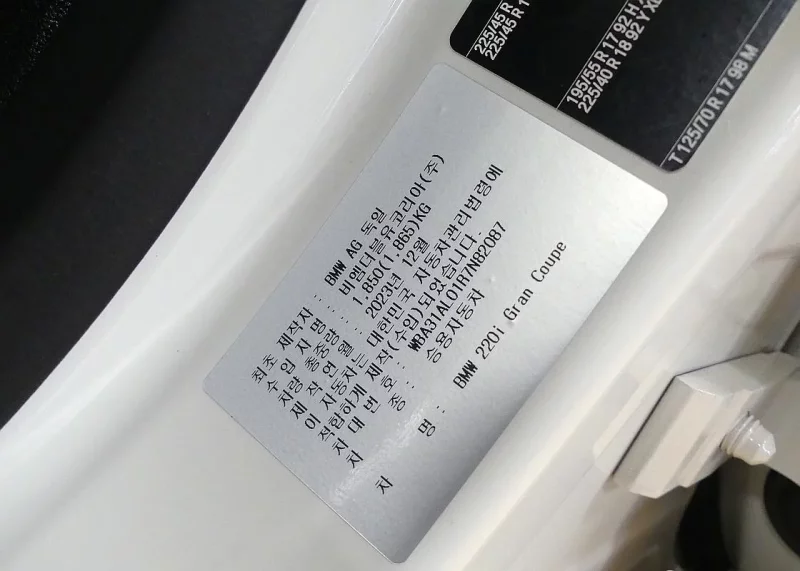 225/45 R
225/45 R 1
195/55 R 17 92 H
225/40 R 18 92 Y XL
T 125/70 R 17 98 M
최초 제작자 : BMW AG 독일
수입자명 : 비엠더블유코리아(주)
차량 총중량 : 1,850(1,865)KG
제작연월 : 2023년 12월
이 자동차는 대한민국 자동차관리법령에
적합하게 제작(수입)되었습니다.
차대번호 : WBA31AL01R7N82087
차 종 : 승용자동차
차 명 : BMW 220i Gran Coupe